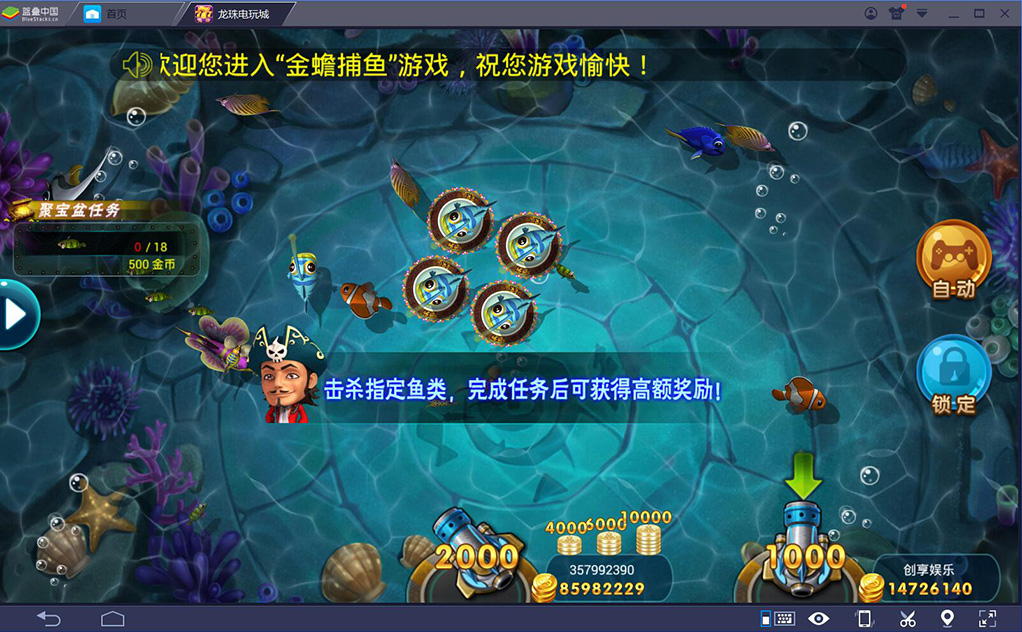 蓝叠中国
BlueStacks.cn
首页
龙珠电玩城
欢迎您进入“金蟾捕鱼”游戏，祝您游戏愉快！
聚宝盆任务
0 / 18
500 金币
自动
锁定
击杀指定鱼类，完成任务后可获得高额奖励!
4000
6000
10000
2000
357992390
85982229
1000
创享娱乐
14726140